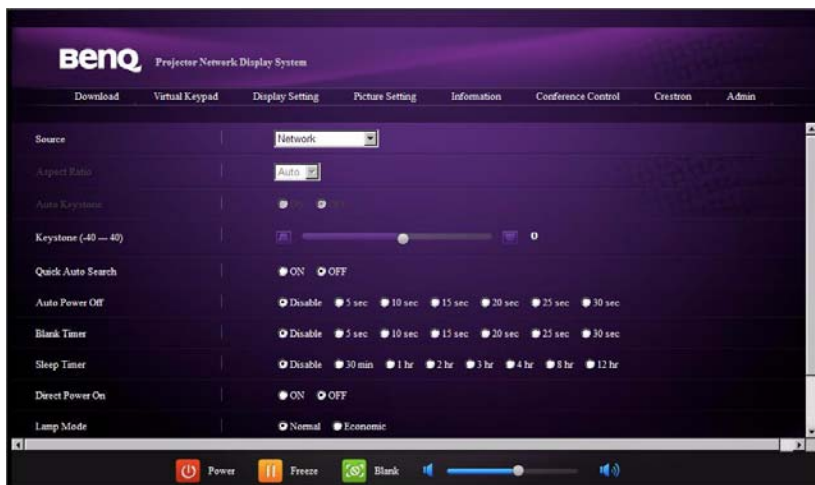 BenQ Projector Network Display System
Download Virtual Keypad Display Setting Picture Setting Information Conference Control Crestron Admin
Source Network
Aspect Ratio Auto
Auto Keystone ON OFF
Keystone (-40 --- 40) 0
Quick Auto Search ON OFF
Auto Power Off Disable 5 sec 10 sec 15 sec 20 sec 25 sec 30 sec
Blank Timer Disable 5 sec 10 sec 15 sec 20 sec 25 sec 30 sec
Sleep Timer Disable 30 min 1 hr 2 hr 3 hr 4 hr 8 hr 12 hr
Direct Power On ON OFF
Lamp Mode Normal Economic
Power Freeze Blank